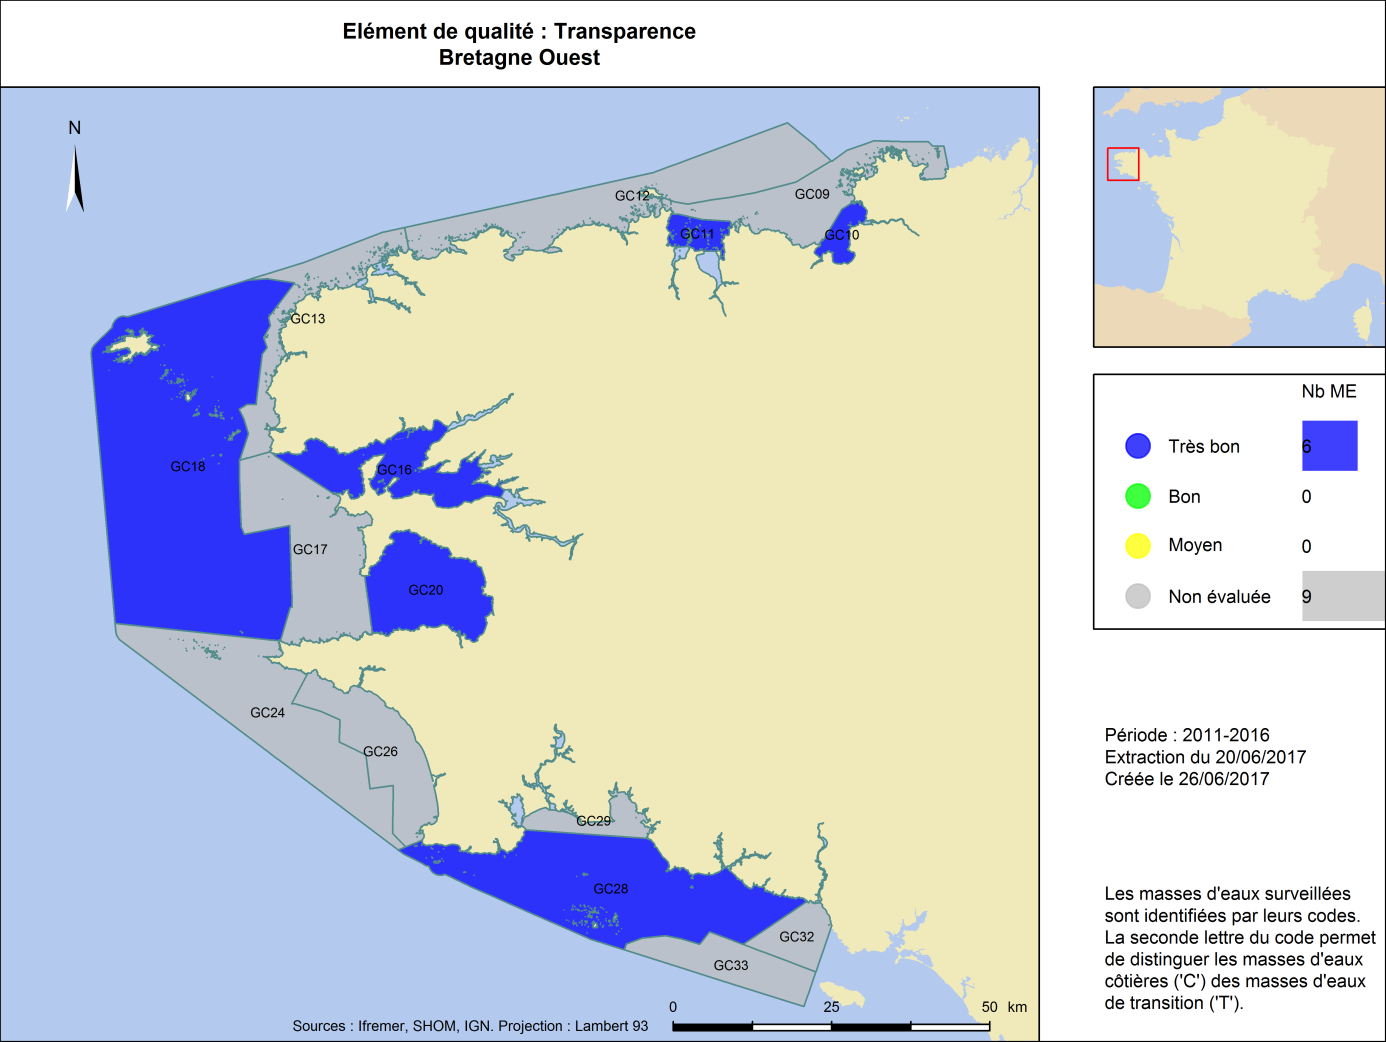 Elément de qualité : Transparence
Bretagne Ouest
N
GC12
GC09
GC11
GC10
GC13
GC18
GC16
GC17
GC20
GC24
GC26
GC29
GC28
GC32
GC33
0 25 50 km
Sources : Ifremer, SHOM, IGN. Projection : Lambert 93
Nb ME
Très bon 6
Bon 0
Moyen 0
Non évaluée 9
Période : 2011-2016
Extraction du 20/06/2017
Créée le 26/06/2017
Les masses d'eaux surveillées
sont identifiées par leurs codes.
La seconde lettre du code permet
de distinguer les masses d'eaux
côtières ('C') des masses d'eaux
de transition ('T').